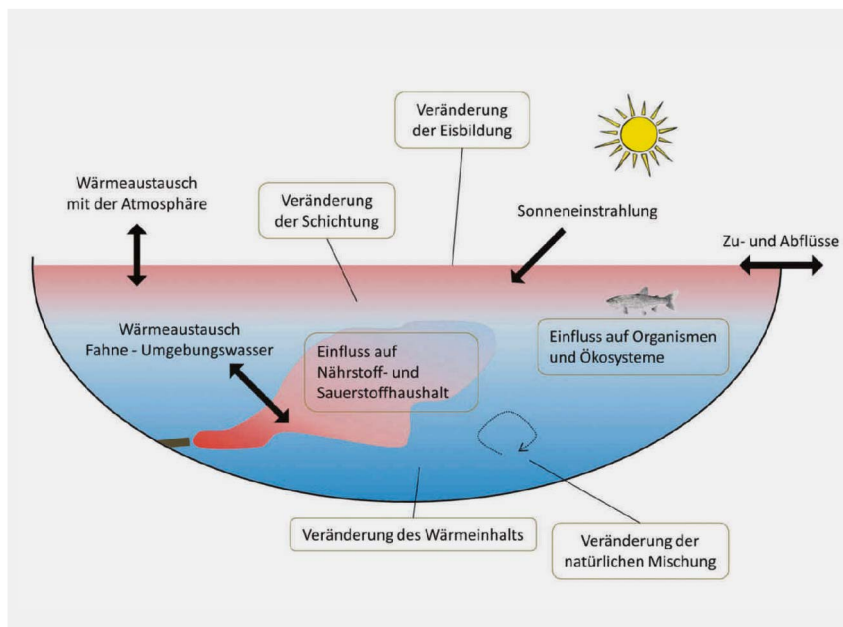 Veränderung
der Eisbildung
Wärmeaustausch
mit der Atmosphäre
Veränderung
der Schichtung
Sonneneinstrahlung
Zu- und Abflüsse
Wärmeaustausch
Fahne - Umgebungswasser
Einfluss auf
Nährstoff- und
Sauerstoffhaushalt
Einfluss auf Organismen
und Ökosysteme
Veränderung des Wärmeinhalts
Veränderung der
natürlichen Mischung